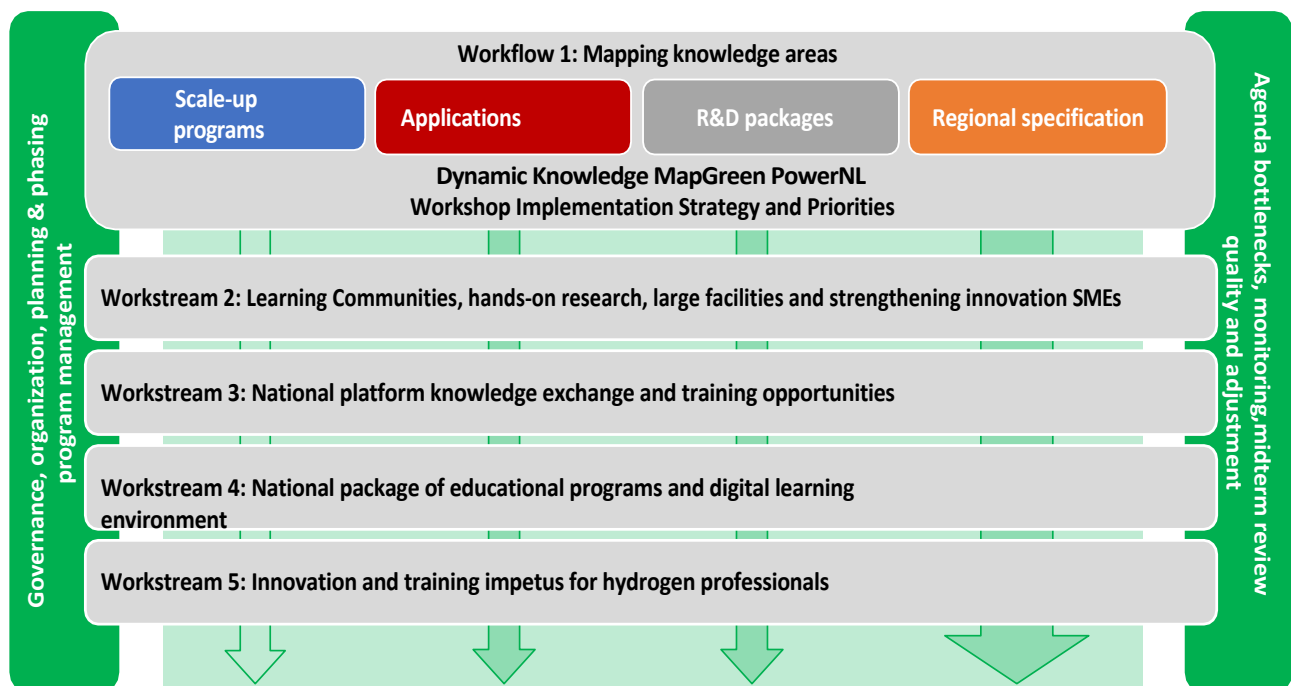 Governance, organization, planning & phasing
program management
Workflow 1: Mapping knowledge areas
Scale-up
programs
Applications
R&D packages
Regional specification
Dynamic Knowledge MapGreen PowerNL
Workshop Implementation Strategy and Priorities
Workstream 2: Learning Communities, hands-on research, large facilities and strengthening innovation SMEs
Workstream 3: National platform knowledge exchange and training opportunities
Workstream 4: National package of educational programs and digital learning
environment
Workstream 5: Innovation and training impetus for hydrogen professionals
Agenda bottlenecks, monitoring,midterm review
quality and adjustment